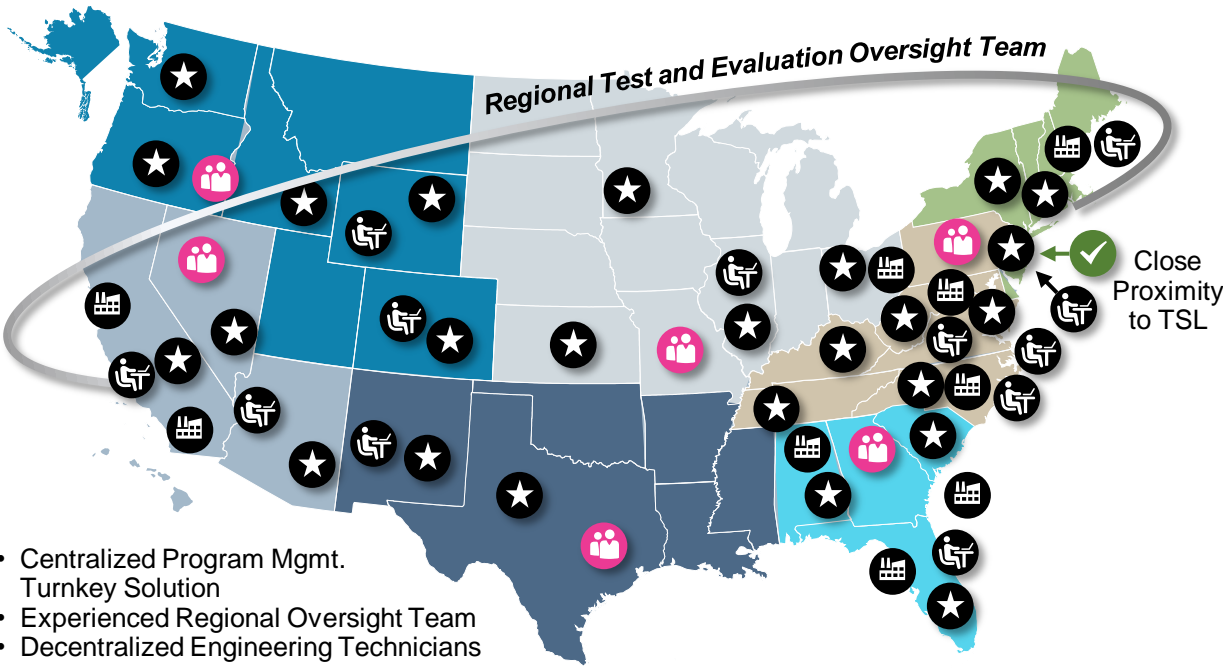 Regional Test and Evaluation Oversight Team
Close
Proximity
to TSL
• Centralized Program Mgmt.
Turnkey Solution
• Experienced Regional Oversight Team
• Decentralized Engineering Technicians